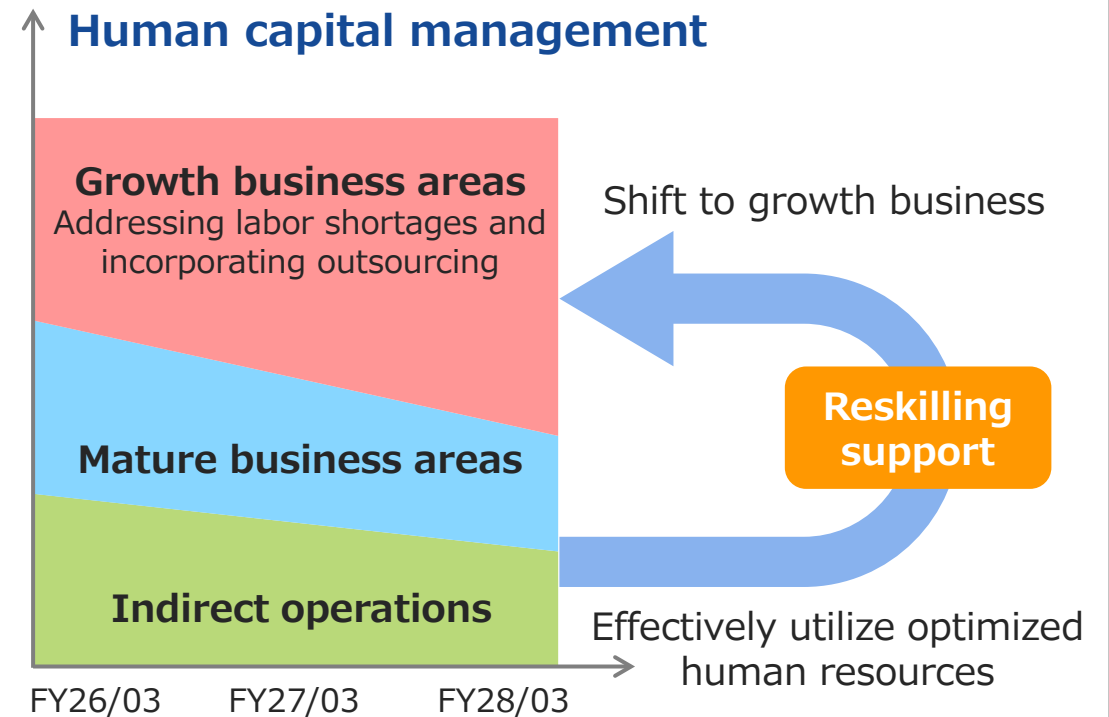 Human capital management
Growth business areas
Addressing labor shortages and
incorporating outsourcing
Mature business areas
Indirect operations
FY26/03
FY27/03
FY28/03
Shift to growth business
Reskilling
support
Effectively utilize optimized
human resources